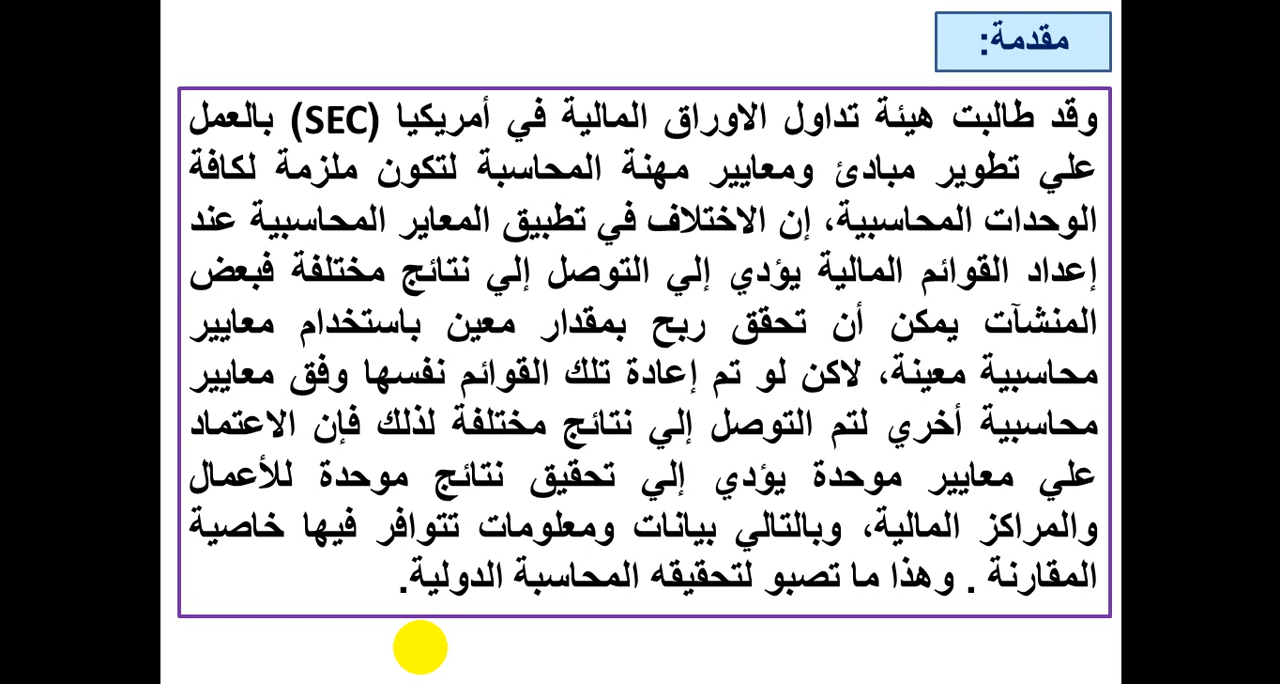 مقدمة:
وقد طالبت هيئة تداول الاوراق المالية في أمريكيا (SEC) بالعمل
علي تطوير مبادئ ومعايير مهنة المحاسبة لتكون ملزمة لكافة
الوحدات المحاسبية، إن الاختلاف في تطبيق المعاير المحاسبية عند
إعداد القوائم المالية يؤدي إلي التوصل إلي نتائج مختلفة فبعض
المنشآت يمكن أن تحقق ربح بمقدار معين باستخدام معايير
محاسبية معينة، لاكن لو تم إعادة تلك القوائم نفسها وفق معايير
محاسبية أخري لتم التوصل إلي نتائج مختلفة لذلك فإن الاعتماد
علي معايير موحدة يؤدي إلي تحقيق نتائج موحدة للأعمال
والمراكز المالية، وبالتالي بيانات ومعلومات تتوافر فيها خاصية
المقارنة . وهذا ما تصبو لتحقيقه المحاسبة الدولية.